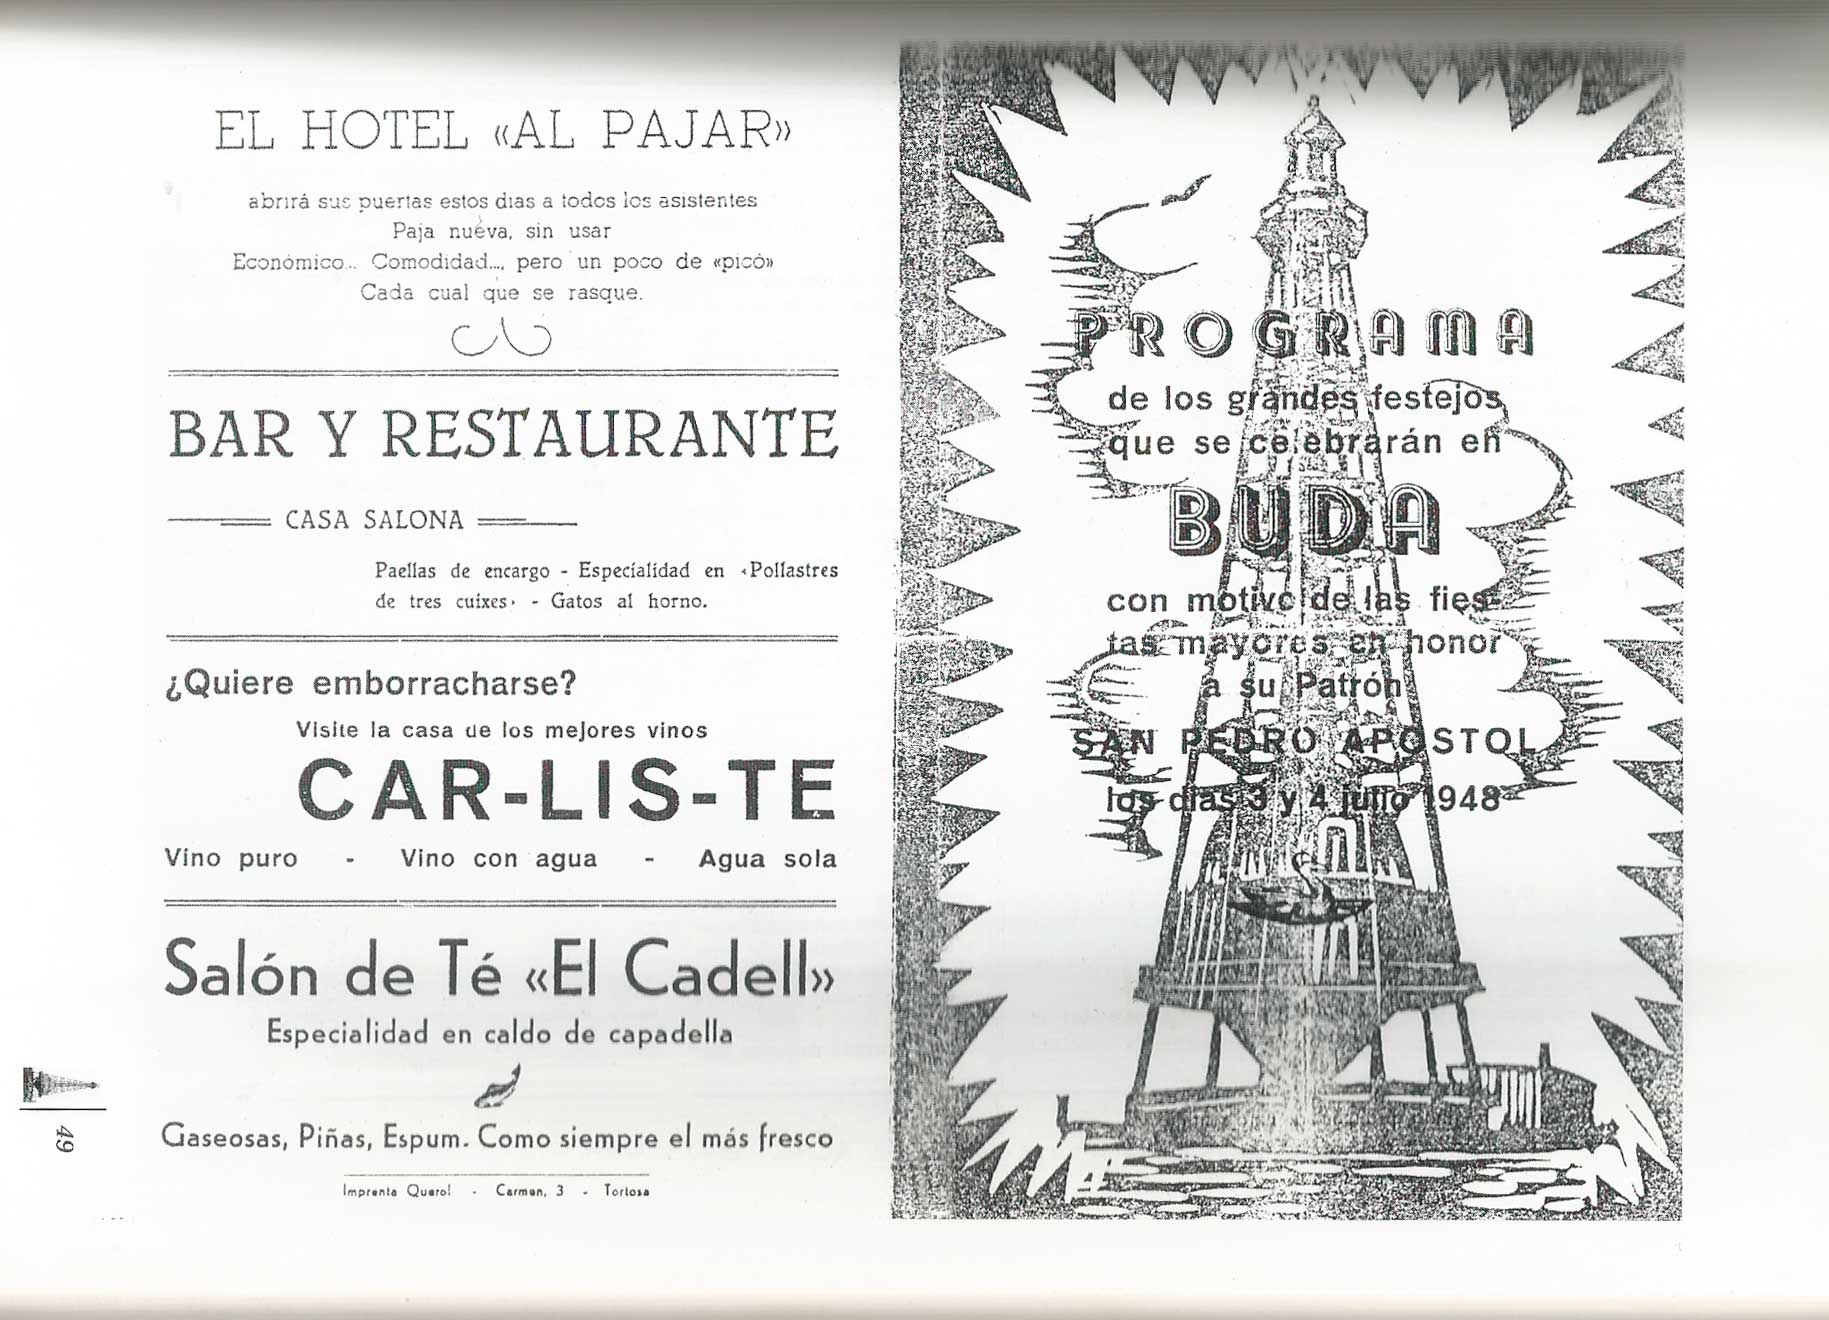 EL HOTEL «AL PAJAR»
abrirá sus puertas estos dias a todos los asistentes
Paja nuéva, sin usar
Económico... Comodidad..., pero un poco de «picó»
Cada cual que se rasque.
BAR Y RESTAURANTE
CASA SALONA
Paellas de encargo - Especialidad en «Pollastres
de tres cuixes» - Gatos al horno.
¿Quiere emborracharse?
Visite la casa de los mejores vinos
CAR-LIS-TE
Vino puro - Vino con agua - Agua sola
Salón de Té «El Cadell»
Especialidad en caldo de capadella
Gaseosas, Piñas, Espum. Como siempre el más fresco
Imprenta Querol - Carmen, 3 - Tortosa
49
PROGRAMA
de los grandes festejos
que se celebrarán en
BUDA
con motivo de las fies-
tas mayores en honor
a su Patrón
SAN PEDRO APOSTOL
los días 3 y 4 julio 1948